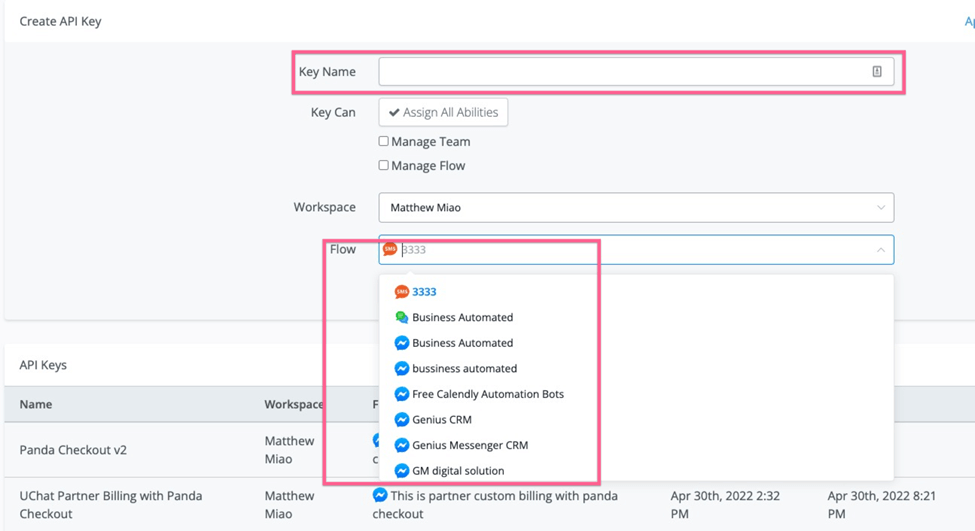 Create API Key
Key Name
Key Can
Assign All Abilities
Manage Team
Manage Flow
Workspace
Matthew Miao
Flow
SMS 3333
SMS 3333
Business Automated
Business Automated
bussiness automated
Free Calendly Automation Bots
Genius CRM
Genius Messenger CRM
GM digital solution
API Keys
Name Workspace
Panda Checkout v2
Matthew
Miao
UChat Partner Billing with Panda
Checkout
Matthew
Miao
This is partner custom billing with panda
checkout
Apr 30th, 2022 2:32
PM
Apr 30th, 2022 8:21
PM